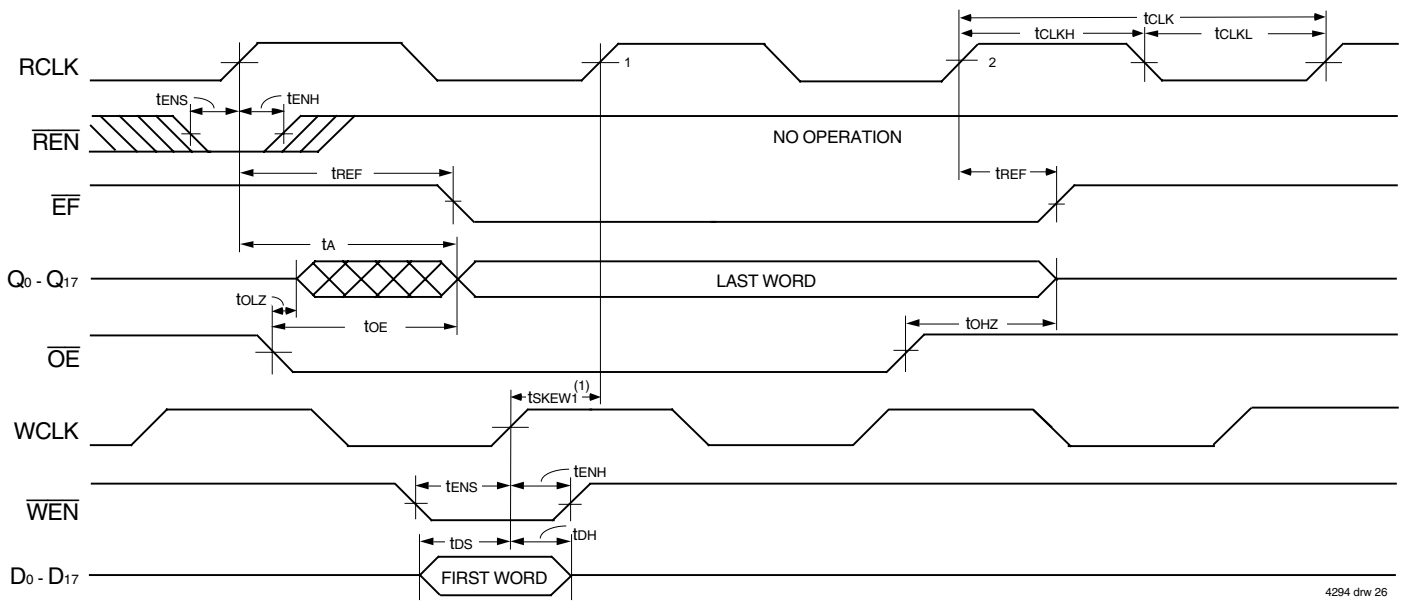 tCLK
tCLKH tCLKL
RCLK 1 2
tENS tENH
REN NO OPERATION
tREF tREF
EF
tA
Q0 - Q17 LAST WORD
tOLZ
tOE tOHZ
OE
tSKEW1 (1)
WCLK
tENS tENH
WEN
tDS tDH
D0 - D17 FIRST WORD
4294 drw 26